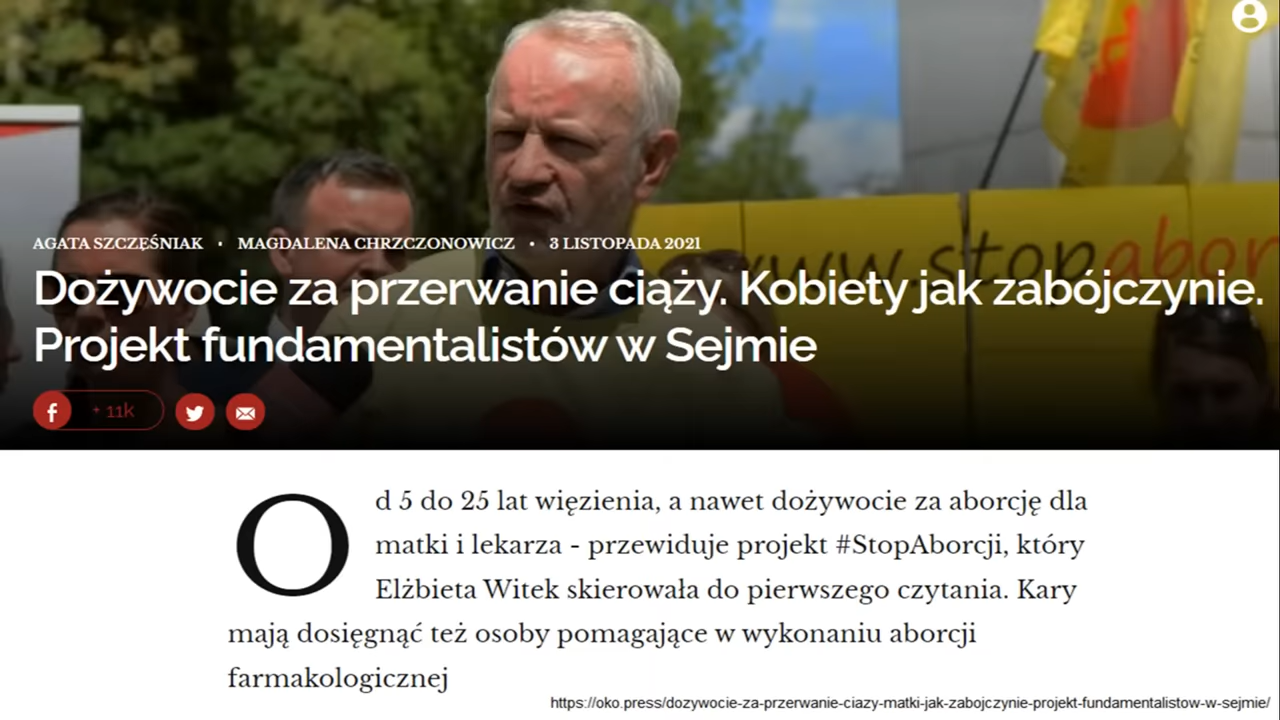 www.stopabor
AGATA SZCZĘŚNIAK · MAGDALENA CHRZCZONOWICZ • 3 LISTOPADA 2021
Dożywocie za przerwanie ciąży. Kobiety jak zabójczynie.
Projekt fundamentalistów w Sejmie
+ 11k
Od 5 do 25 lat więzienia, a nawet dożywocie za aborcję dla
matki i lekarza - przewiduje projekt #StopAborcji, który
Elżbieta Witek skierowała do pierwszego czytania. Kary
mają dosięgnąć też osoby pomagające w wykonaniu aborcji
farmakologicznej
https://oko.press/dozywocie-za-przerwanie-ciazy-matki-jak-zabojczynie-projekt-fundamentalistow-w-sejmie/